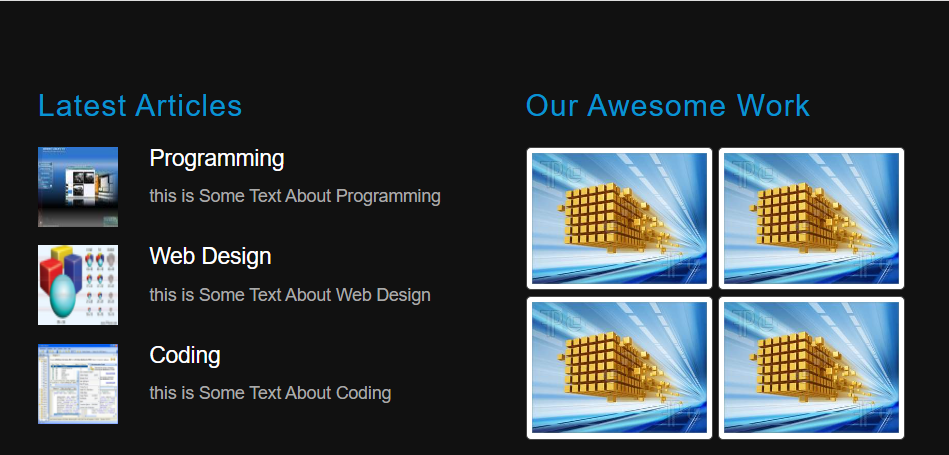 Latest Articles
Programming
this is Some Text About Programming
Web Design
this is Some Text About Web Design
Coding
this is Some Text About Coding
Our Awesome Work